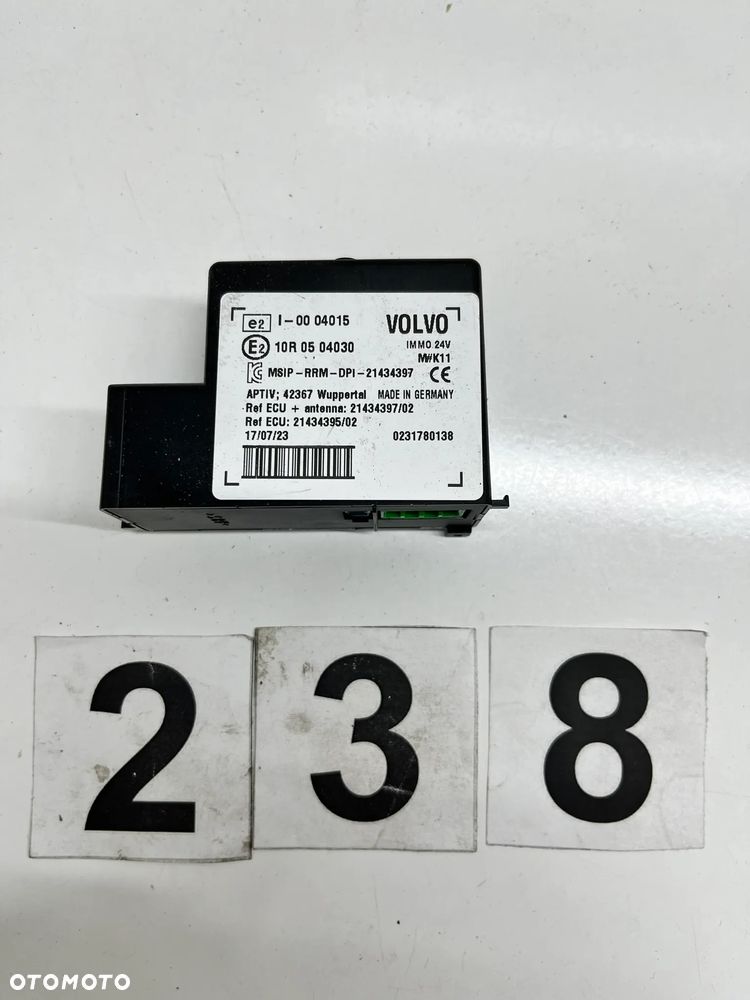 e2 I-00 04015 VOLVO
E2 10R 05 04030 IMMO 24V
M#K11
MSIP-RRM-DPI-21434397 CE
APTIV; 42367 Wuppertal MADE IN GERMANY
Ref ECU + antenna: 21434397/02
Ref ECU: 21434395/02
17/07/23 0231780138
2 3 8
OTOMOTO